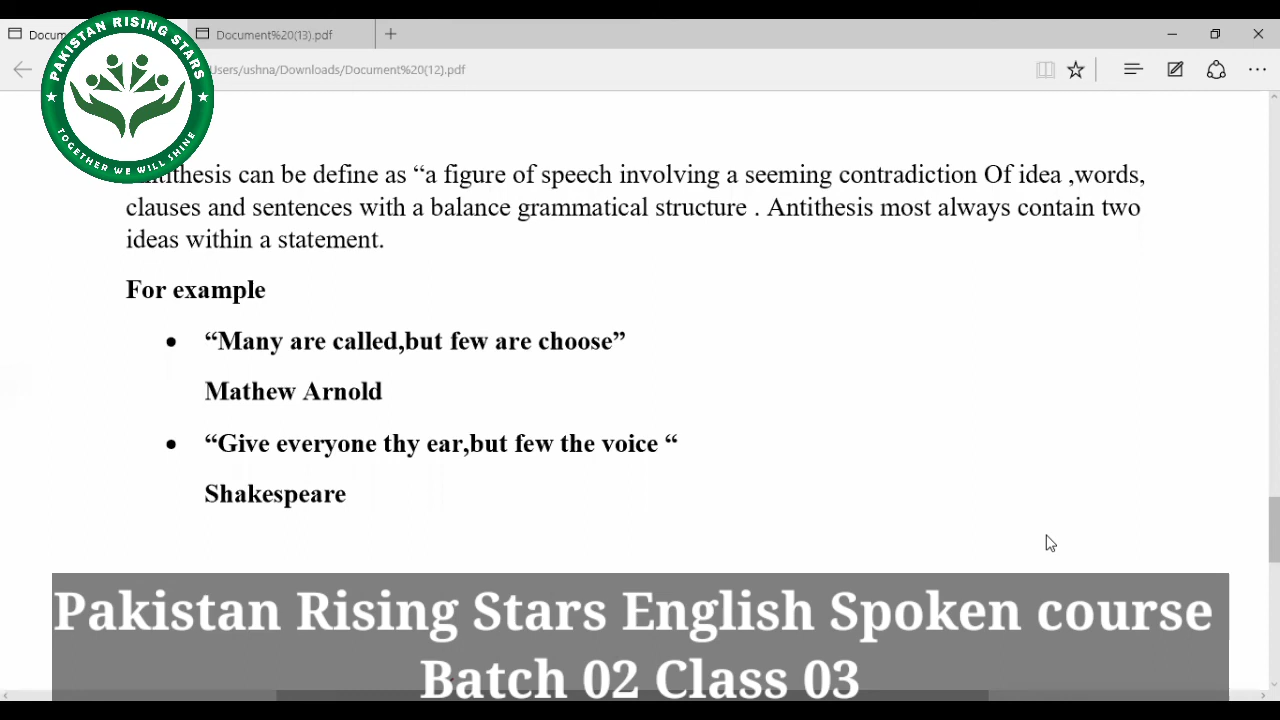 Docum
Document%20(13).pdf
Users/ushna/Downloads/Document%20(12).pdf
PAKISTAN RISING STARS
TOGETHER WE WILL SHINE
can be define as “a figure of speech involving a seeming contradiction Of idea ,words,
clauses and sentences with a balance grammatical structure . Antithesis most always contain two
ideas within a statement.
For example
• “Many are called,but few are choose”
Mathew Arnold
• “Give everyone thy ear,but few the voice “
Shakespeare
Pakistan Rising Stars English Spoken course
Batch 02 Class 03